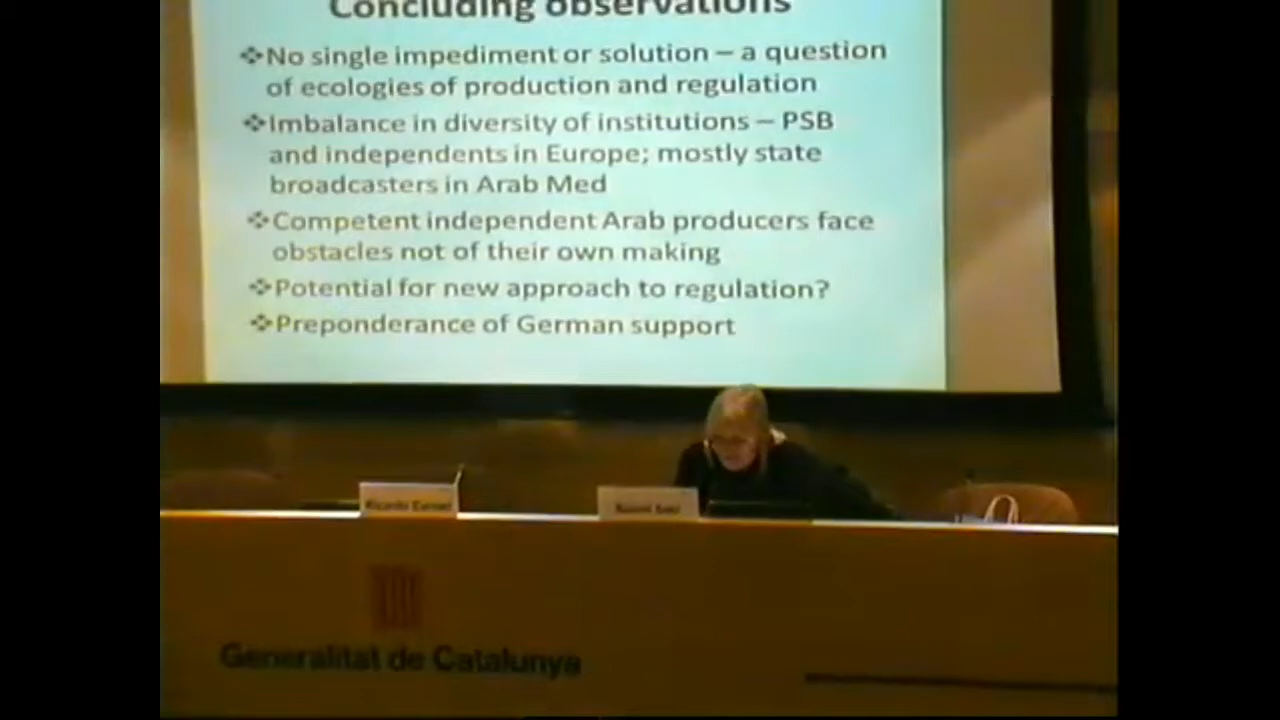 Concluding observations
❖No single impediment or solution – a question
of ecologies of production and regulation
❖Imbalance in diversity of institutions – PSB
and independents in Europe; mostly state
broadcasters in Arab Med
❖Competent independent Arab producers face
obstacles not of their own making
❖Potential for new approach to regulation?
❖Preponderance of German support
Ricardo
Generalitat de Catalunya